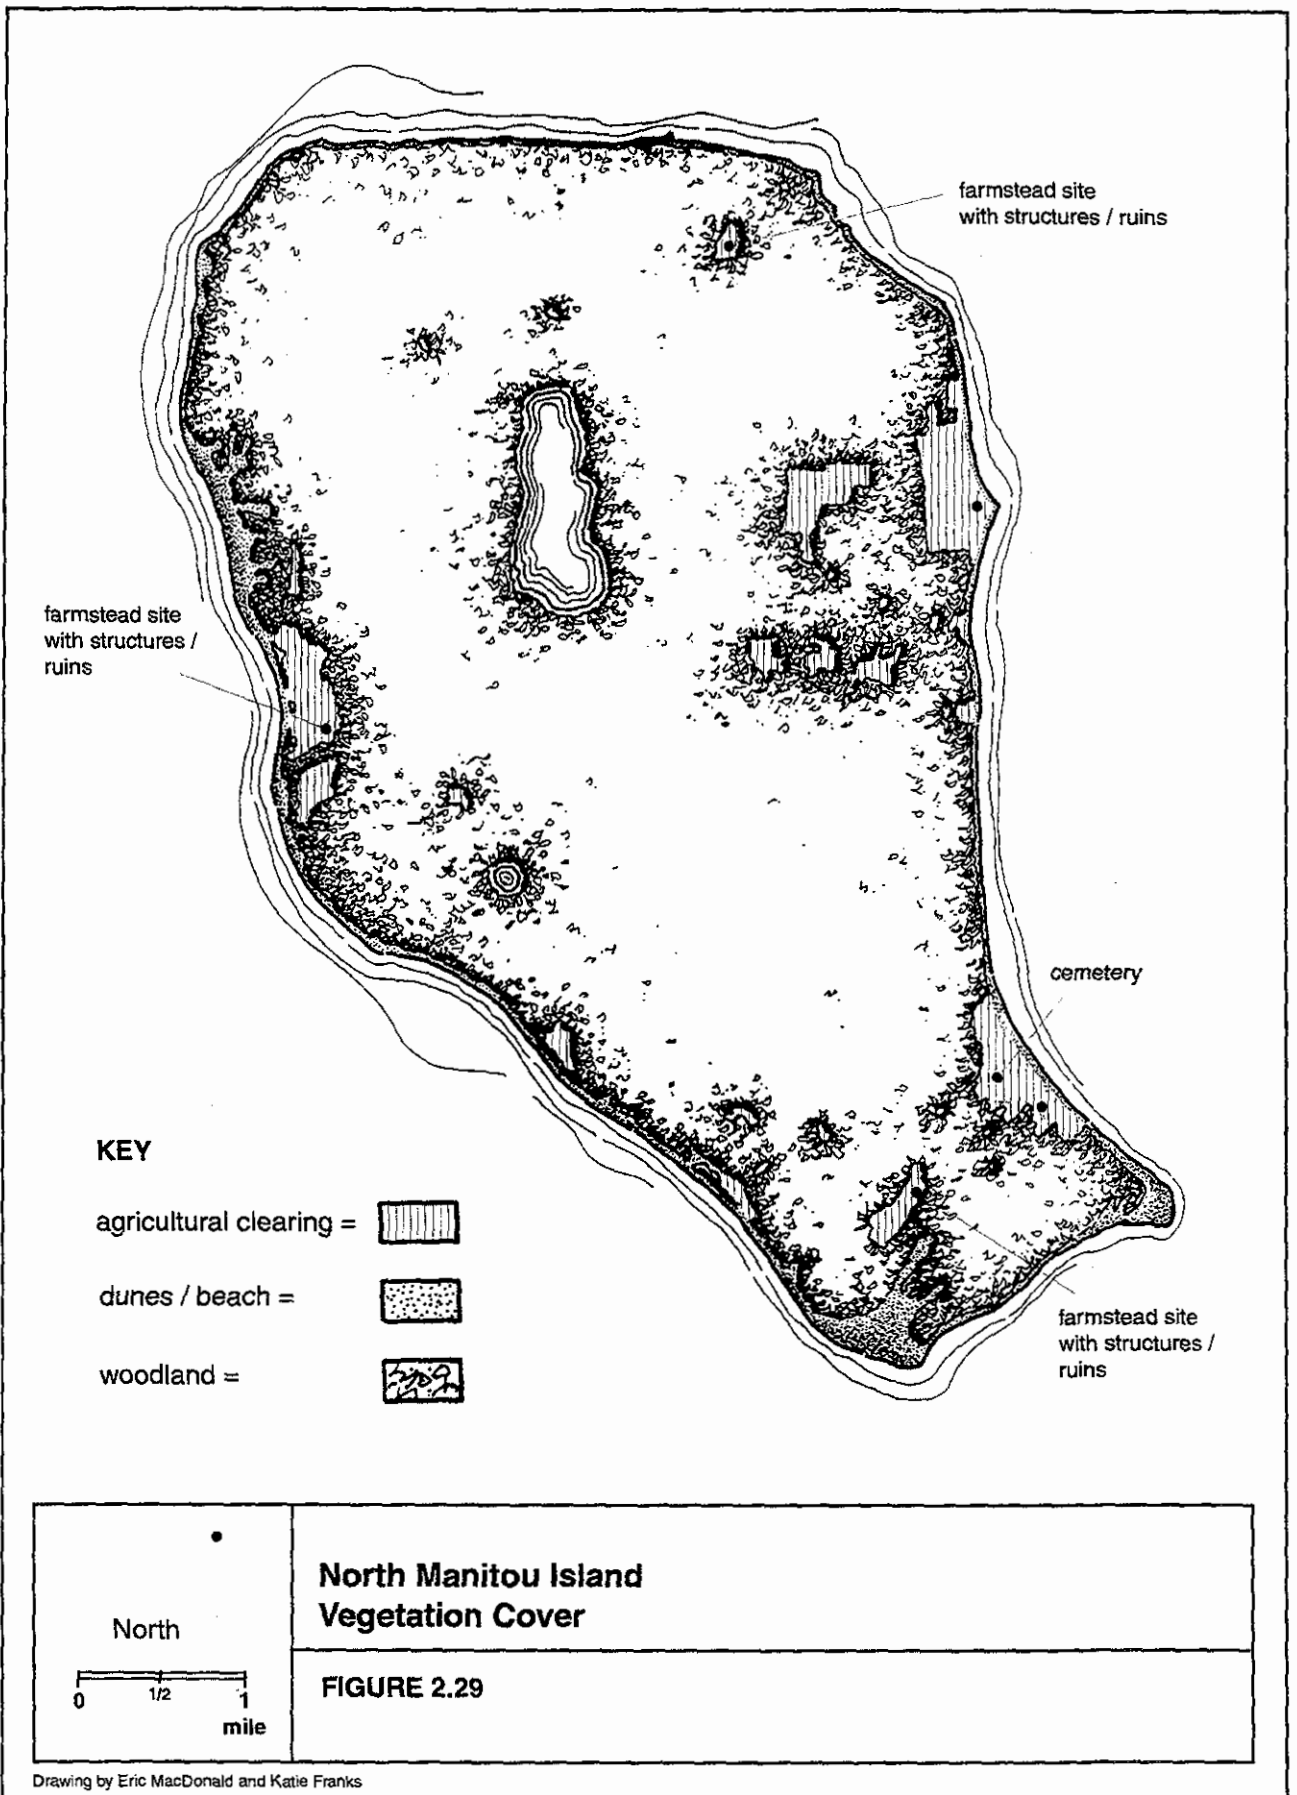 farmstead site
with structures / ruins
farmstead site
with structures /
ruins
cemetery
KEY
agricultural clearing =
dunes / beach =
woodland =
farmstead site
with structures /
ruins
North
0 1/2 1
mile
North Manitou Island
Vegetation Cover
FIGURE 2.29
Drawing by Eric MacDonald and Katie Franks